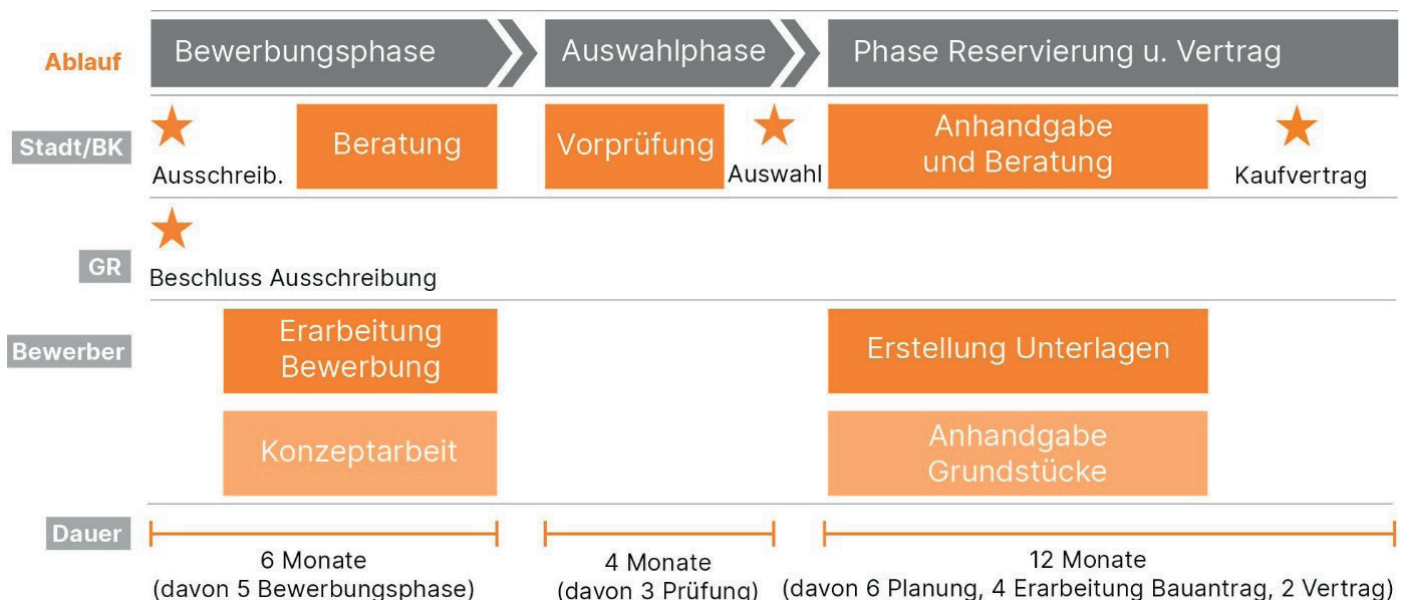 Ablauf
Bewerbungsphase
Auswahlphase
Phase Reservierung u. Vertrag
Stadt/BK
Ausschreib.
Beratung
Vorprüfung
Auswahl
Anhandgabe
und Beratung
Kaufvertrag
GR
Beschluss Ausschreibung
Bewerber
Erarbeitung
Bewerbung
Erstellung Unterlagen
Konzeptarbeit
Anhandgabe
Grundstücke
Dauer
6 Monate
(davon 5 Bewerbungsphase)
4 Monate
(davon 3 Prüfung)
12 Monate
(davon 6 Planung, 4 Erarbeitung Bauantrag, 2 Vertrag)